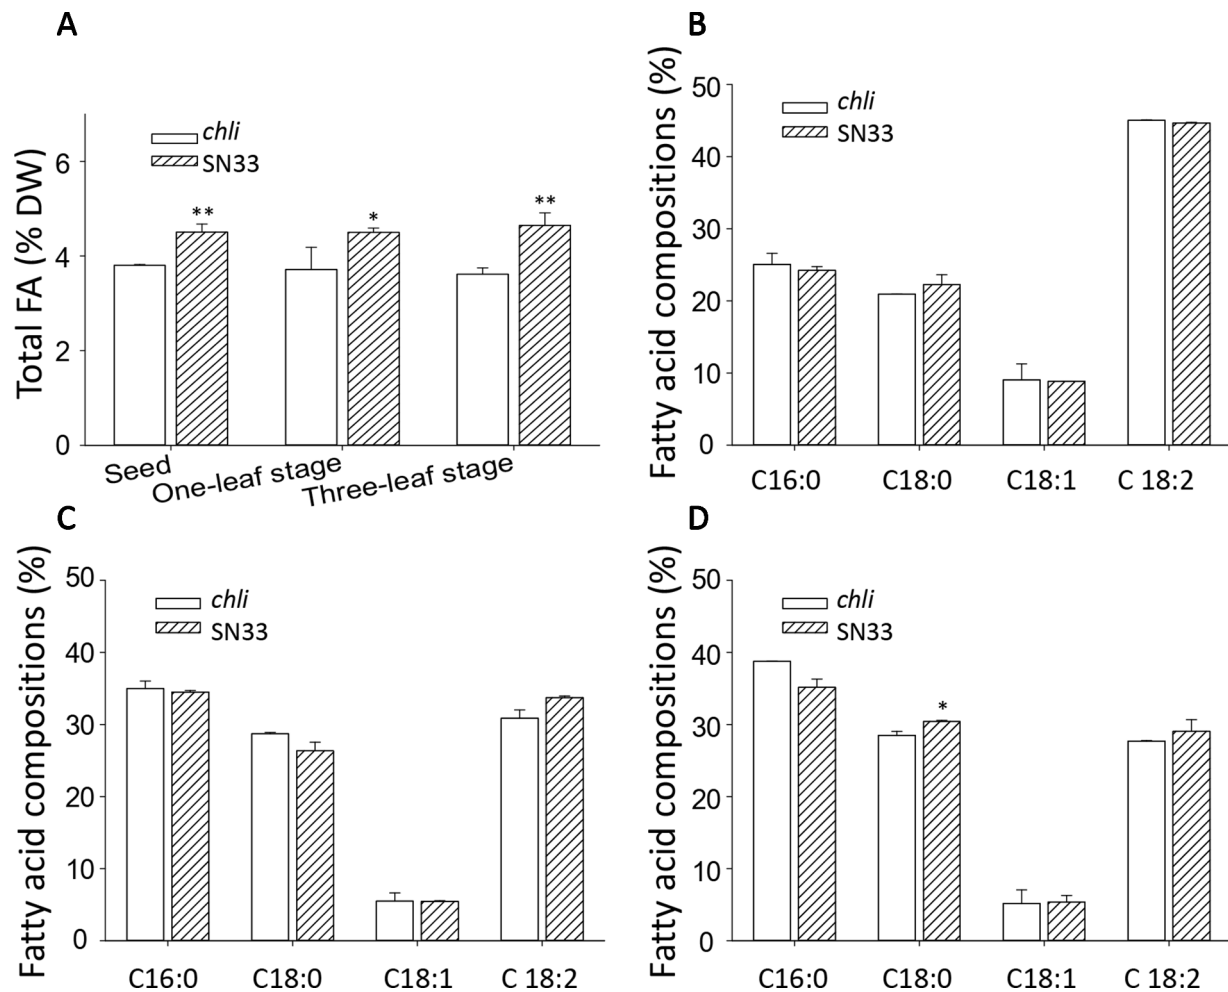 A
Total FA (% DW)
6
4
2
0
chli
SN33
**
*
**
Seed
One-leaf stage
Three-leaf stage
B
Fatty acid compositions (%)
50
40
30
20
10
0
chli
SN33
C16:0
C18:0
C18:1
C 18:2
C
Fatty acid compositions (%)
50
40
30
20
10
0
chli
SN33
C16:0
C18:0
C18:1
C 18:2
D
Fatty acid compositions (%)
50
40
30
20
10
0
chli
SN33
*
C16:0
C18:0
C18:1
C 18:2